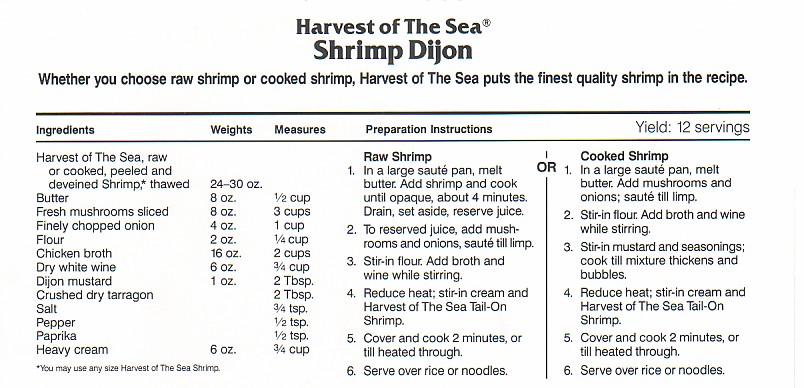 Harvest of The Sea®
Shrimp Dijon
Whether you choose raw shrimp or cooked shrimp, Harvest of The Sea puts the finest quality shrimp in the recipe.
Ingredients Weights Measures Preparation Instructions Yield: 12 servings
Harvest of The Sea, raw
or cooked, peeled and
deveined Shrimp,* thawed 24–30 oz.
Butter 8 oz. ½ cup
Fresh mushrooms sliced 8 oz. 3 cups
Finely chopped onion 4 oz. 1 cup
Flour 2 oz. ¼ cup
Chicken broth 16 oz. 2 cups
Dry white wine 6 oz. ¾ cup
Dijon mustard 1 oz. 2 Tbsp.
Crushed dry tarragon 2 Tbsp.
Salt ¾ tsp.
Pepper ½ tsp.
Paprika ½ tsp.
Heavy cream 6 oz. ¾ cup
*You may use any size Harvest of The Sea Shrimp.
Raw Shrimp
1. In a large sauté pan, melt
butter. Add shrimp and cook
until opaque, about 4 minutes.
Drain, set aside, reserve juice.
2. To reserved juice, add mush-
rooms and onions, sauté till limp.
3. Stir-in flour. Add broth and
wine while stirring.
4. Reduce heat; stir-in cream and
Harvest of The Sea Tail-On
Shrimp.
5. Cover and cook 2 minutes, or
till heated through.
6. Serve over rice or noodles.
OR
Cooked Shrimp
1. In a large sauté pan, melt
butter. Add mushrooms and
onions; sauté till limp.
2. Stir-in flour. Add broth and wine
while stirring.
3. Stir-in mustard and seasonings;
cook till mixture thickens and
bubbles.
4. Reduce heat; stir-in cream and
Harvest of The Sea Tail-On
Shrimp.
5. Cover and cook 2 minutes, or
till heated through.
6. Serve over rice or noodles.